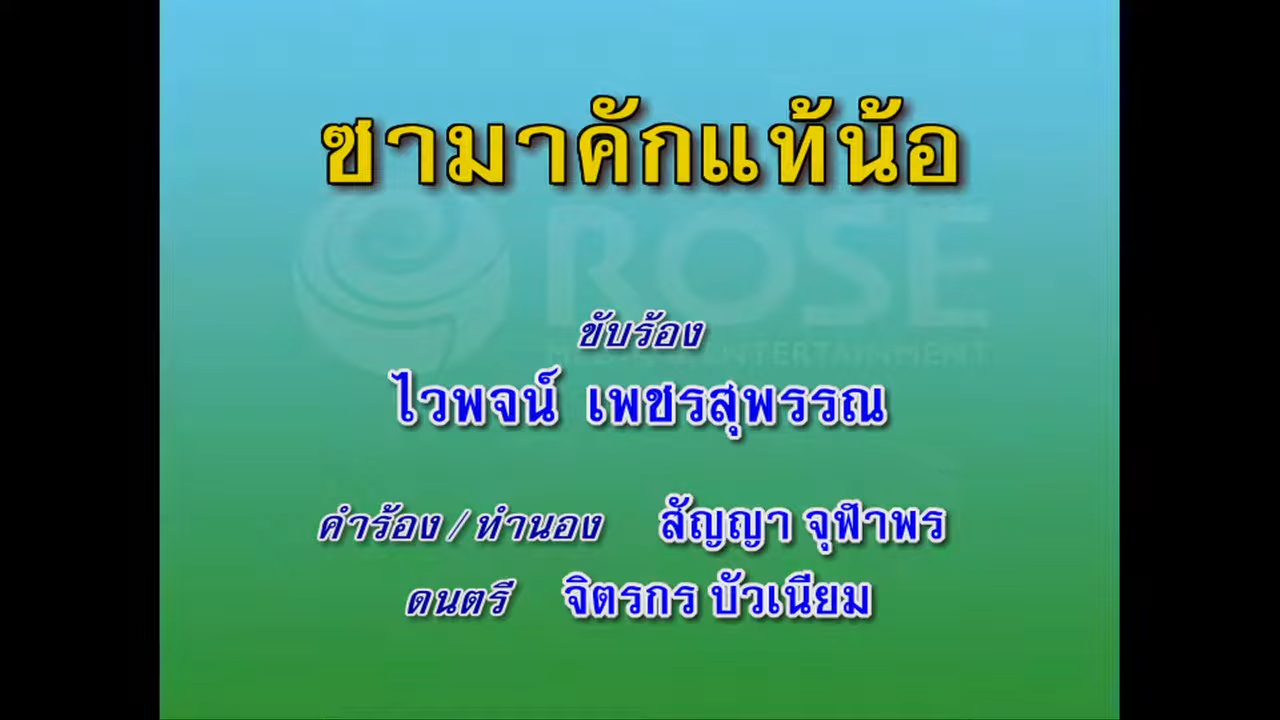 ซามาคักแท้น้อ
ROSE
MEDIA & ENTERTAINMENT
ขับร้อง
ไวพจน์ เพชรสุพรรณ
คำร้อง / ทำนอง สัญญา จุฬาพร
ดนตรี จิตรกร บัวเนียม